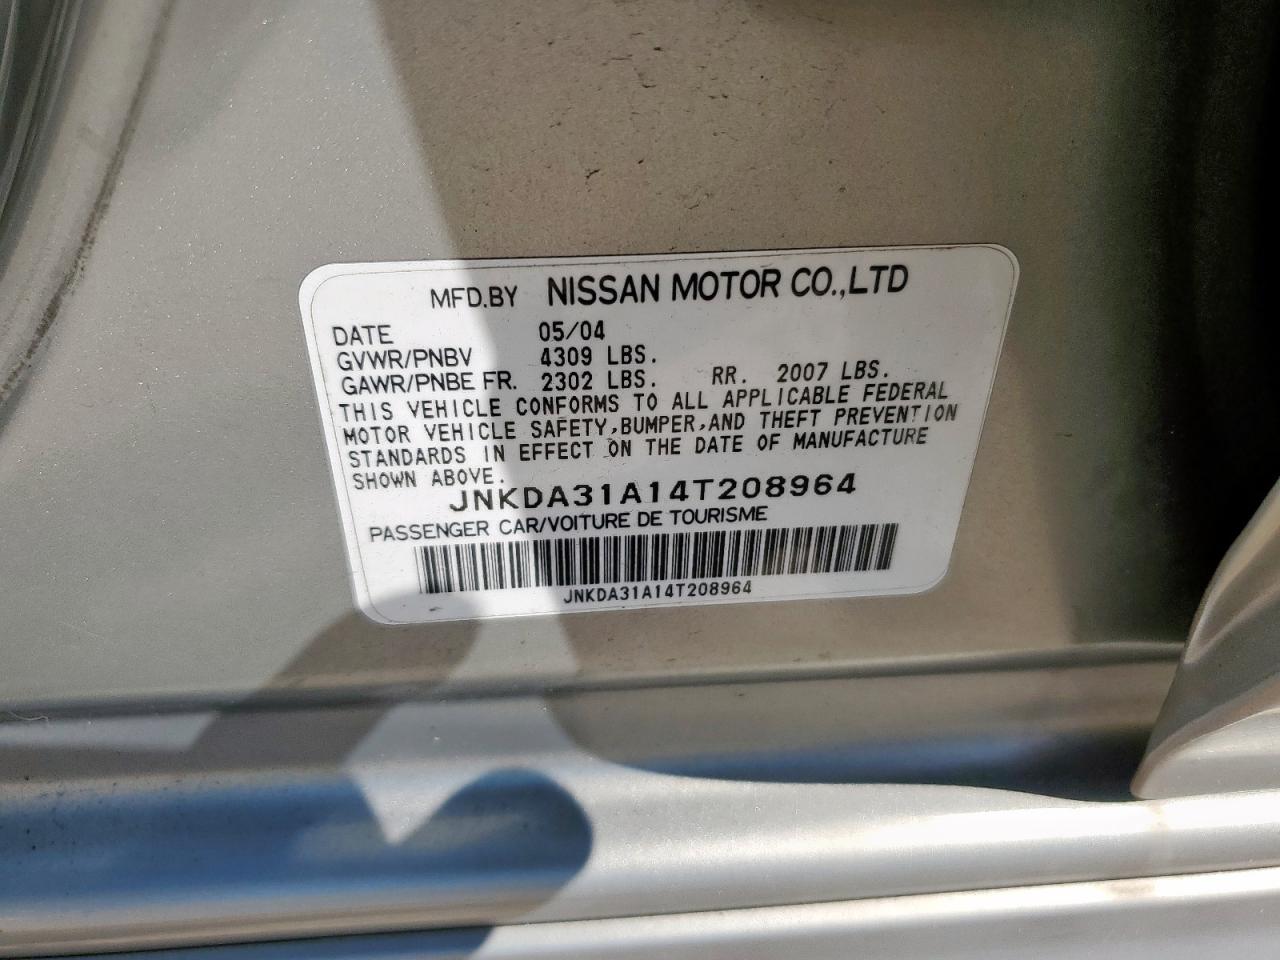 MFD.BY NISSAN MOTOR CO.,LTD
DATE 05/04
GVWR/PNBV 4309 LBS.
GAWR/PNBE FR. 2302 LBS. RR. 2007 LBS.
THIS VEHICLE CONFORMS TO ALL APPLICABLE FEDERAL
MOTOR VEHICLE SAFETY,BUMPER,AND THEFT PREVENTION
STANDARDS IN EFFECT ON THE DATE OF MANUFACTURE
SHOWN ABOVE.
JNKDA31A14T208964
PASSENGER CAR/VOITURE DE TOURISME
JNKDA31A14T208964